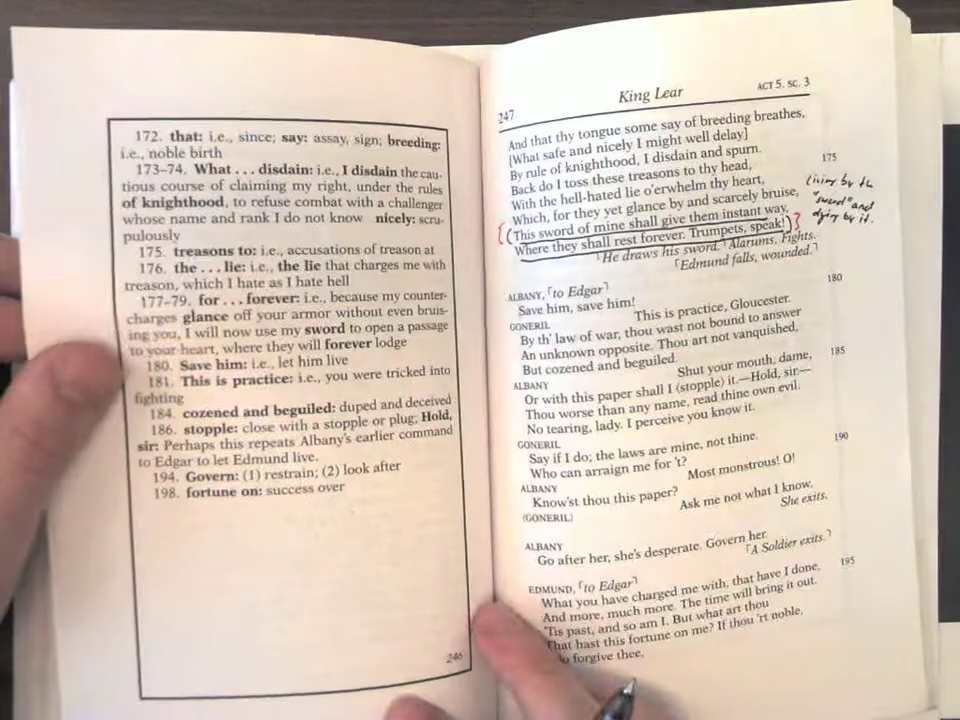 172. that: i.e., since; say: assay, sign; breeding:
i.e., noble birth
173–74. What . . . disdain: i.e., I disdain the cau-
tious course of claiming my right, under the rules
of knighthood, to refuse combat with a challenger
whose name and rank I do not know nicely: scru-
pulously
175. treasons to: i.e., accusations of treason at
176. the . . . lie: i.e., the lie that charges me with
treason, which I hate as I hate hell
177–79. for . . . forever: i.e., because my counter-
charges glance off your armor without even bruis-
ing you, I will now use my sword to open a passage
to your heart, where they will forever lodge
180. Save him: i.e., let him live
181. This is practice: i.e., you were tricked into
fighting
184. cozened and beguiled: duped and deceived
186. stopple: close with a stopple or plug; Hold,
sir: Perhaps this repeats Albany's earlier command
to Edgar to let Edmund live.
194. Govern: (1) restrain; (2) look after
198. fortune on: success over
246
247 King Lear ACT 5. SC. 3
And that thy tongue some say of breeding breathes,
[What safe and nicely I might well delay]
By rule of knighthood, I disdain and spurn. 175
Back do I toss these treasons to thy head,
With the hell-hated lie o'erwhelm thy heart,
Which, for they yet glance by and scarcely bruise,
This sword of mine shall give them instant way,
Where they shall rest forever. Trumpets, speak!
living by the
"sword" and
dying by it.
⌜He draws his sword.⌝ Alarums. Fights.
⌜Edmund falls, wounded.⌝
ALBANY, ⌜to Edgar⌝
Save him, save him! 180
GONERIL This is practice, Gloucester.
By th' law of war, thou wast not bound to answer
An unknown opposite. Thou art not vanquished,
But cozened and beguiled.
ALBANY Shut your mouth, dame, 185
Or with this paper shall I ⟨stopple⟩ it.—Hold, sir—
Thou worse than any name, read thine own evil.
No tearing, lady. I perceive you know it.
GONERIL
Say if I do; the laws are mine, not thine. 190
Who can arraign me for 't?
ALBANY Most monstrous! O!
Know'st thou this paper?
⟨GONERIL⟩ Ask me not what I know.
She exits.
ALBANY
Go after her, she's desperate. Govern her.
⌜A Soldier exits.⌝
EDMUND, ⌜to Edgar⌝ 195
What you have charged me with, that have I done,
And more, much more. The time will bring it out.
'Tis past, and so am I. But what art thou
That hast this fortune on me? If thou 'rt noble,
do forgive thee.